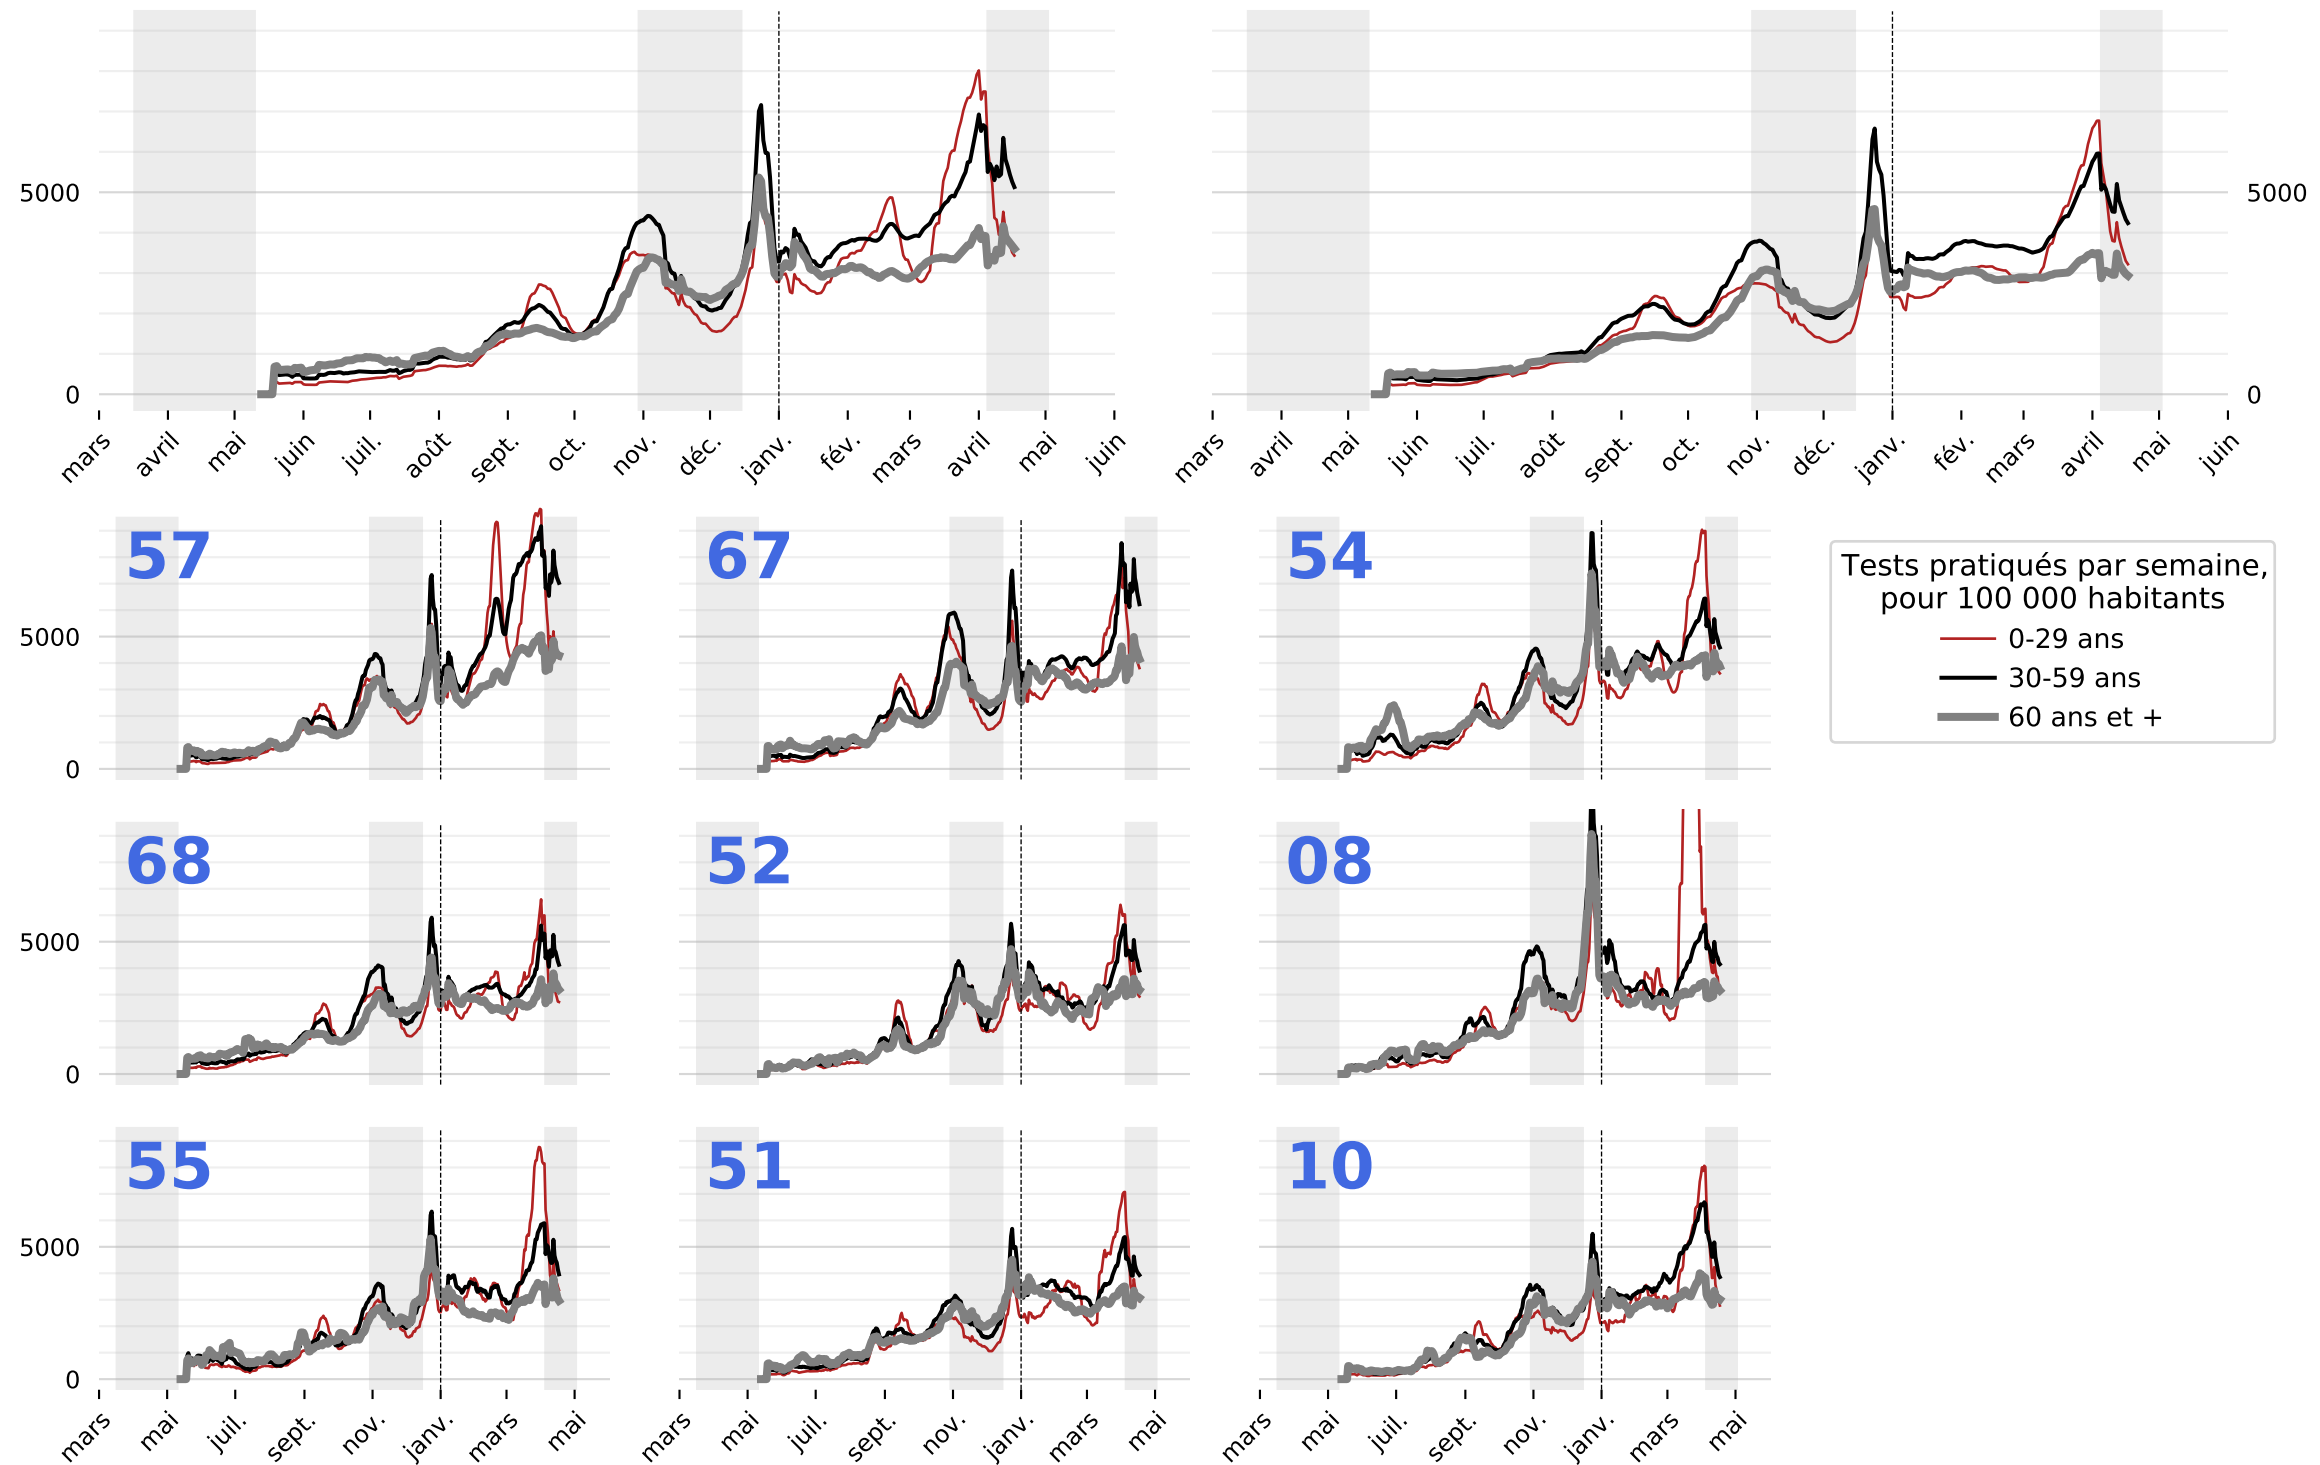 5000
0
mars avril mai juin juil. août sept. oct. nov. déc. janv. fév. mars avril mai juin
5000
0
mars avril mai juin juil. août sept. oct. nov. déc. janv. fév. mars avril mai juin
57
67
54
5000
0
Tests pratiqués par semaine,
pour 100 000 habitants
0-29 ans
30-59 ans
60 ans et +
68
52
08
5000
0
55
51
10
5000
0
mars mai juil. sept. nov. janv. mars mai
mars mai juil. sept. nov. janv. mars mai
mars mai juil. sept. nov. janv. mars mai